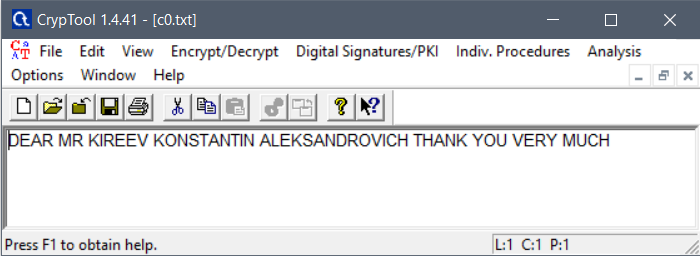 CrypTool 1.4.41 - [c0.txt]
File Edit View Encrypt/Decrypt Digital Signatures/PKI Indiv. Procedures Analysis
Options Window Help
DEAR MR KIREEV KONSTANTIN ALEKSANDROVICH THANK YOU VERY MUCH
Press F1 to obtain help. L:1 C:1 P:1